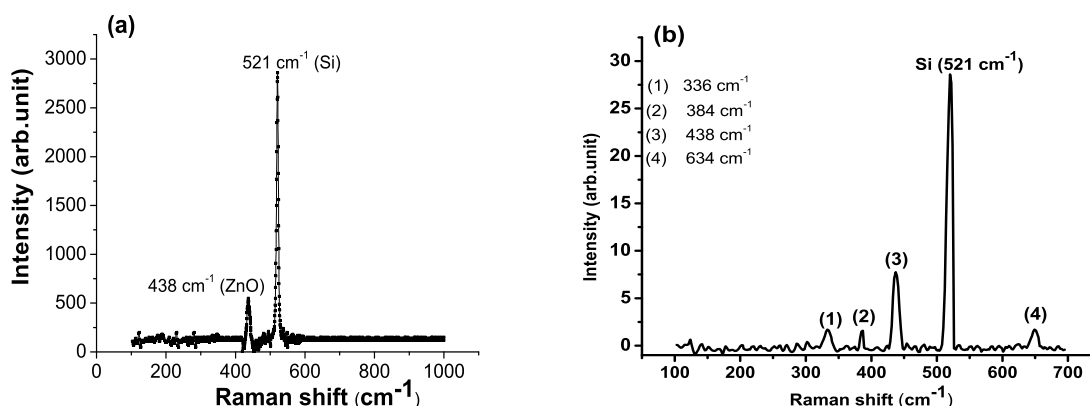 (a)
521 cm⁻¹ (Si)
438 cm⁻¹ (ZnO)
3000
2500
2000
1500
1000
500
0
Intensity (arb.unit)
0 200 400 600 800 1000
Raman shift (cm⁻¹)
(b)
Si (521 cm⁻¹)
(1) 336 cm⁻¹
(2) 384 cm⁻¹
(3) 438 cm⁻¹
(4) 634 cm⁻¹
(3)
(1) (2) (4)
30
25
20
15
10
5
0
Intensity (arb.unit)
100 200 300 400 500 600 700
Raman shift (cm⁻¹)